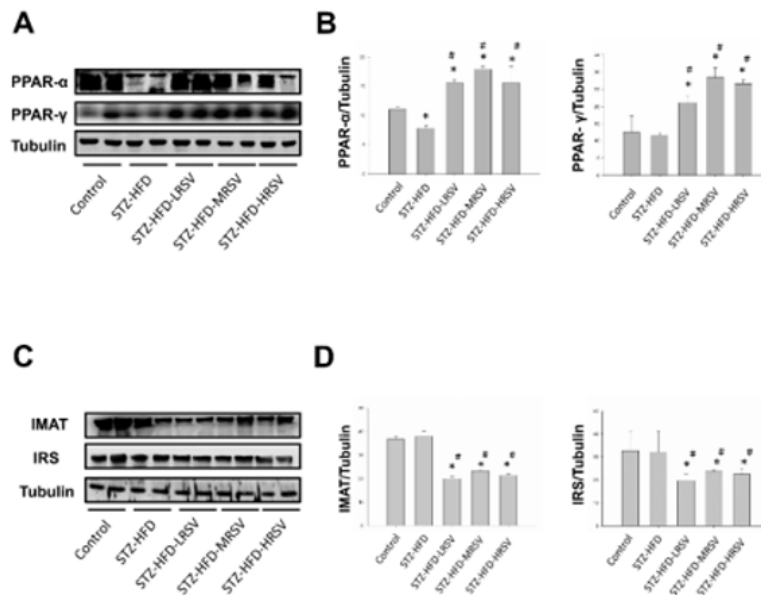 A
PPAR-α
PPAR-γ
Tubulin
Control
STZ-HFD
STZ-HFD-LRSV
STZ-HFD-MRSV
STZ-HFD-HRSV
B
PPAR-α/Tubulin
Control
STZ-HFD
STZ-HFD-LRSV
STZ-HFD-MRSV
STZ-HFD-HRSV
*
*
*
*
PPAR- γ/Tubulin
Control
STZ-HFD
STZ-HFD-LRSV
STZ-HFD-MRSV
STZ-HFD-HRSV
*
*
*
C
IMAT
IRS
Tubulin
Control
STZ-HFD
STZ-HFD-LRSV
STZ-HFD-MRSV
STZ-HFD-HRSV
D
IMAT/Tubulin
Control
STZ-HFD
STZ-HFD-LRSV
STZ-HFD-MRSV
STZ-HFD-HRSV
*
*
*
IRS/Tubulin
Control
STZ-HFD
STZ-HFD-LRSV
STZ-HFD-MRSV
STZ-HFD-HRSV
*
*
*